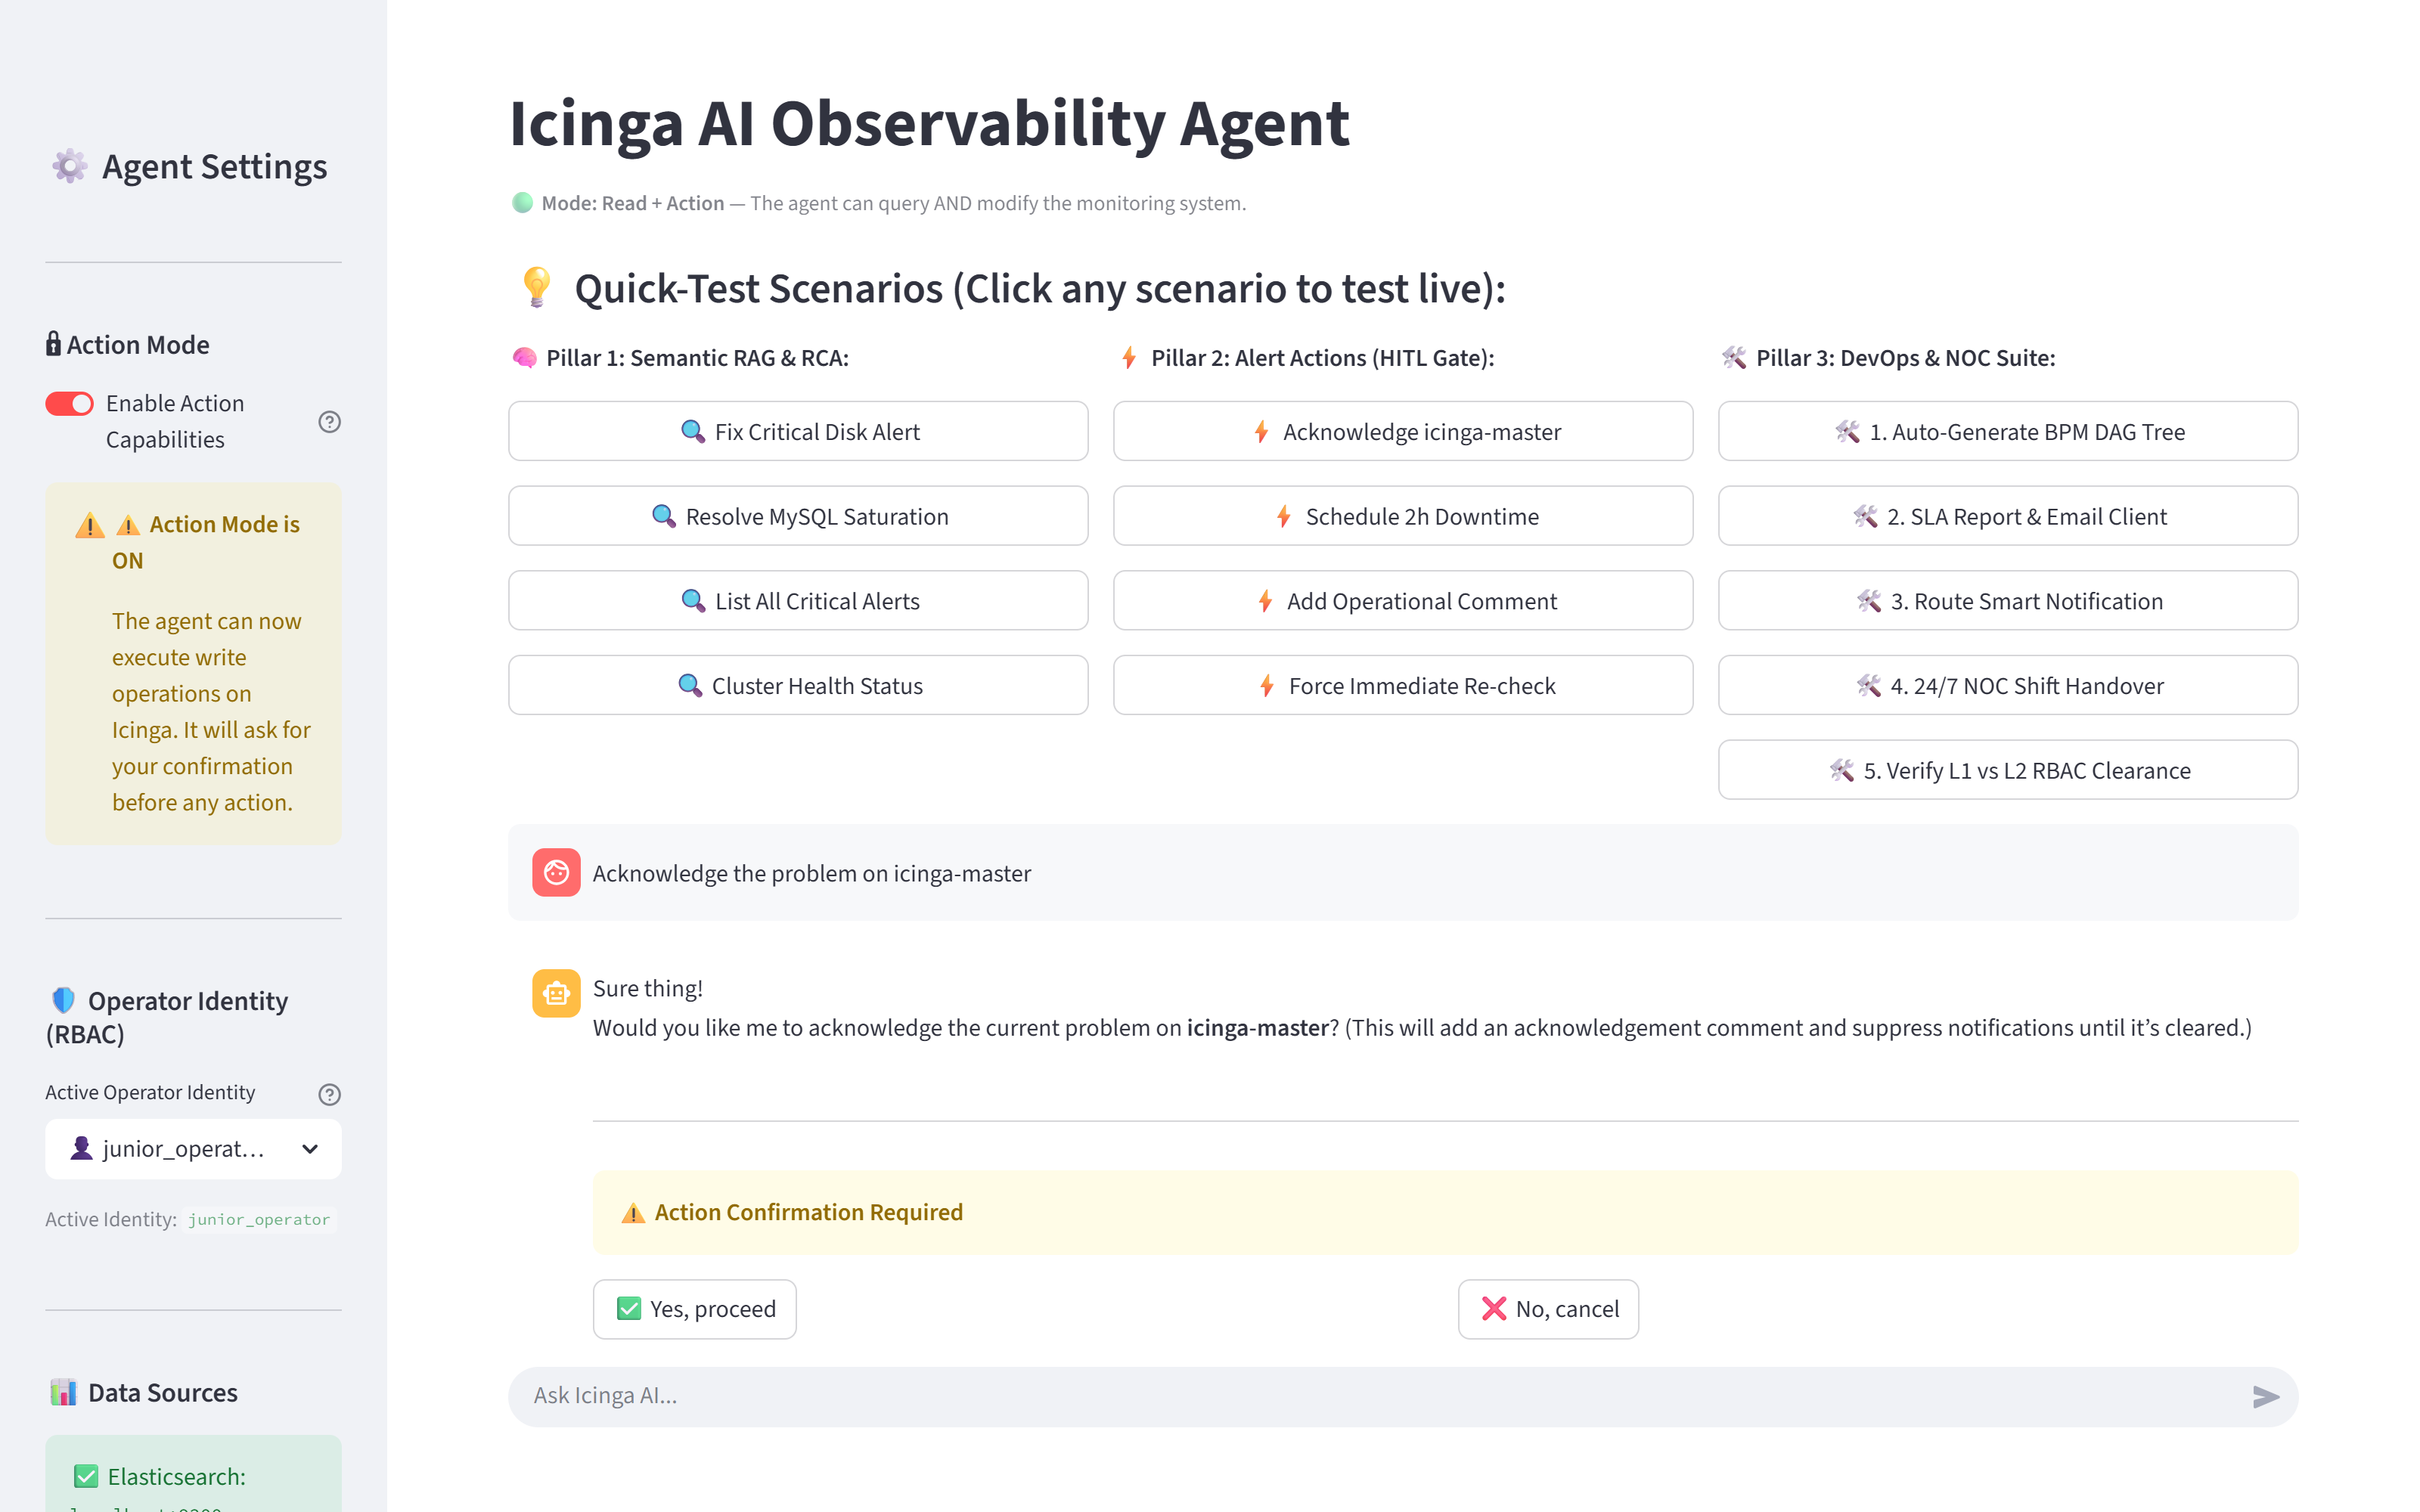 Agent Settings
Action Mode
Enable Action
Capabilities
Action Mode is
ON
The agent can now
execute write
operations on
Icinga. It will ask for
your confirmation
before any action.
Operator Identity
(RBAC)
Active Operator Identity
junior_operat...
Active Identity: junior_operator
Data Sources
Elasticsearch:
Icinga AI Observability Agent
Mode: Read + Action — The agent can query AND modify the monitoring system.
Quick-Test Scenarios (Click any scenario to test live):
Pillar 1: Semantic RAG & RCA:
Fix Critical Disk Alert
Resolve MySQL Saturation
List All Critical Alerts
Cluster Health Status
Pillar 2: Alert Actions (HITL Gate):
Acknowledge icinga-master
Schedule 2h Downtime
Add Operational Comment
Force Immediate Re-check
Pillar 3: DevOps & NOC Suite:
1. Auto-Generate BPM DAG Tree
2. SLA Report & Email Client
3. Route Smart Notification
4. 24/7 NOC Shift Handover
5. Verify L1 vs L2 RBAC Clearance
Acknowledge the problem on icinga-master
Sure thing!
Would you like me to acknowledge the current problem on icinga-master? (This will add an acknowledgement comment and suppress notifications until it’s cleared.)
Action Confirmation Required
Yes, proceed
No, cancel
Ask Icinga AI...